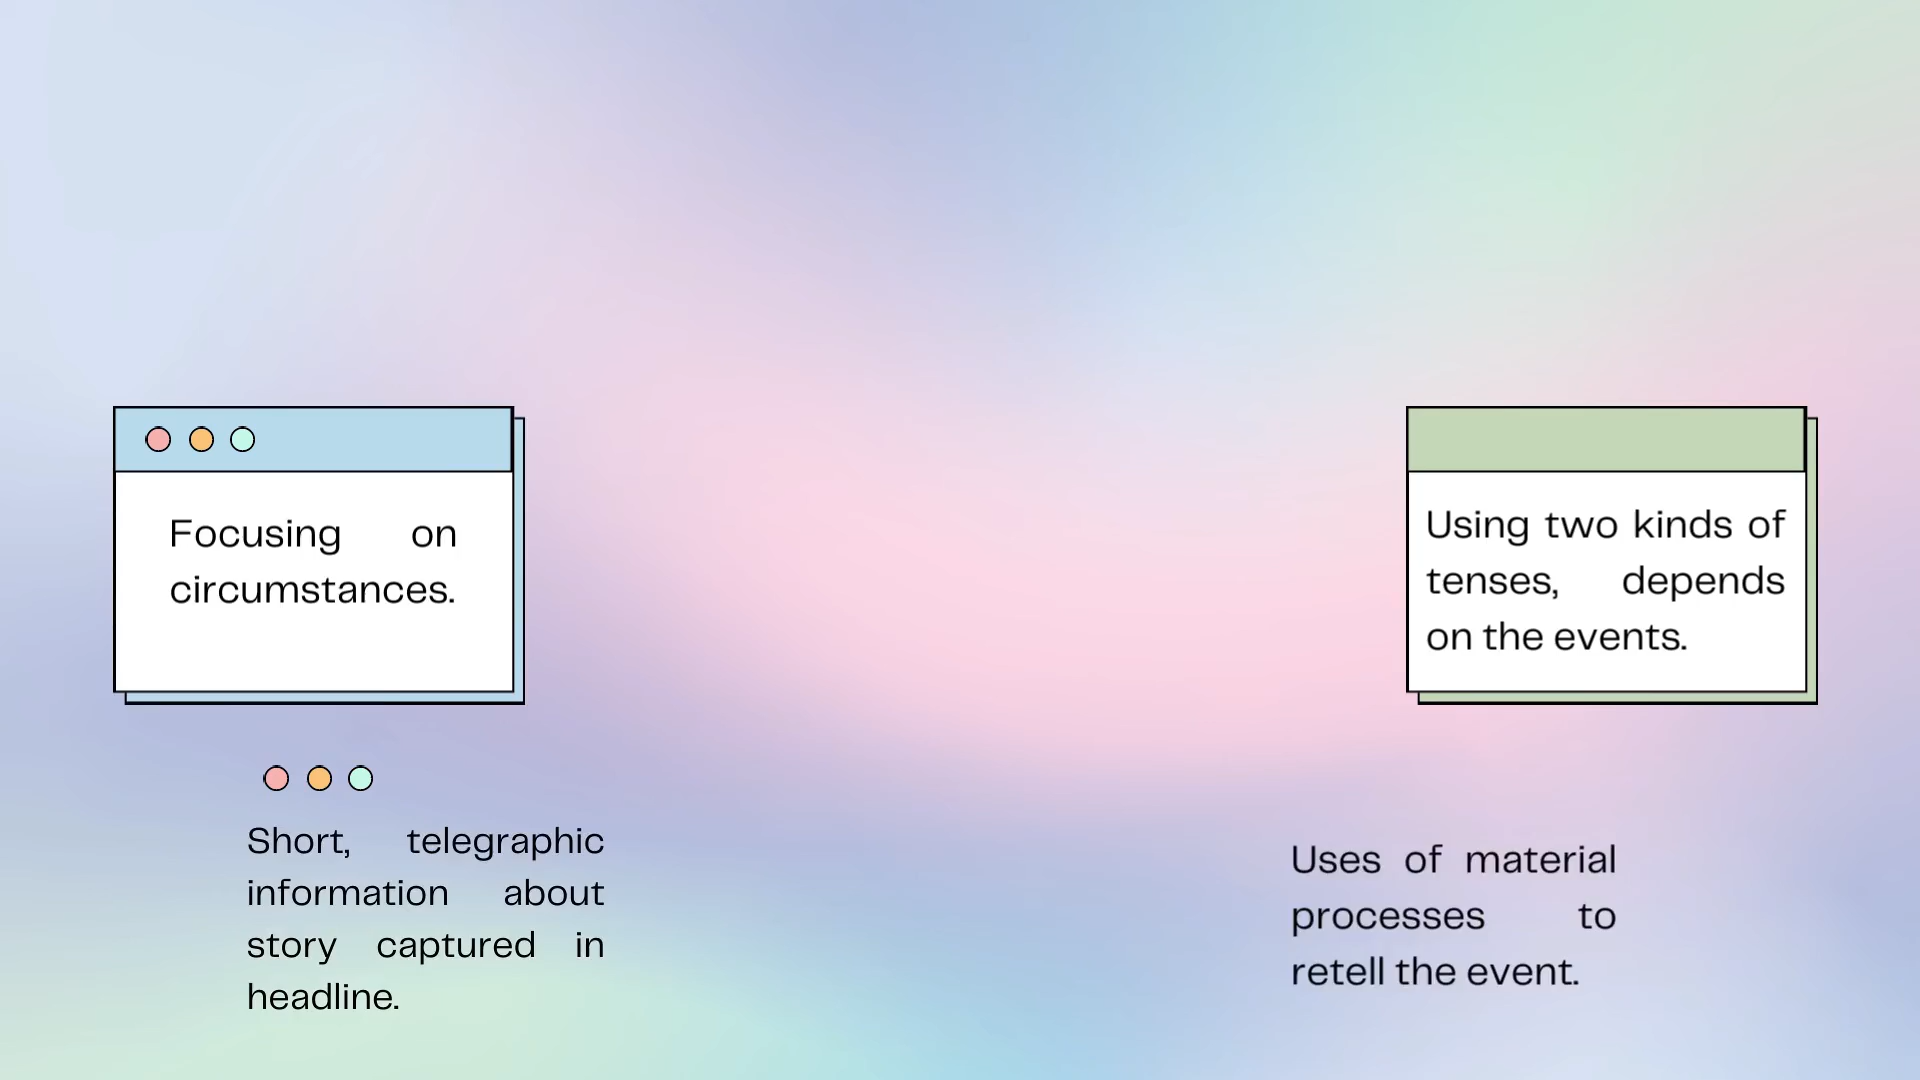 Focusing on
circumstances.
Using two kinds of
tenses, depends
on the events.
Short, telegraphic
information about
story captured in
headline.
Uses of material
processes to
retell the event.